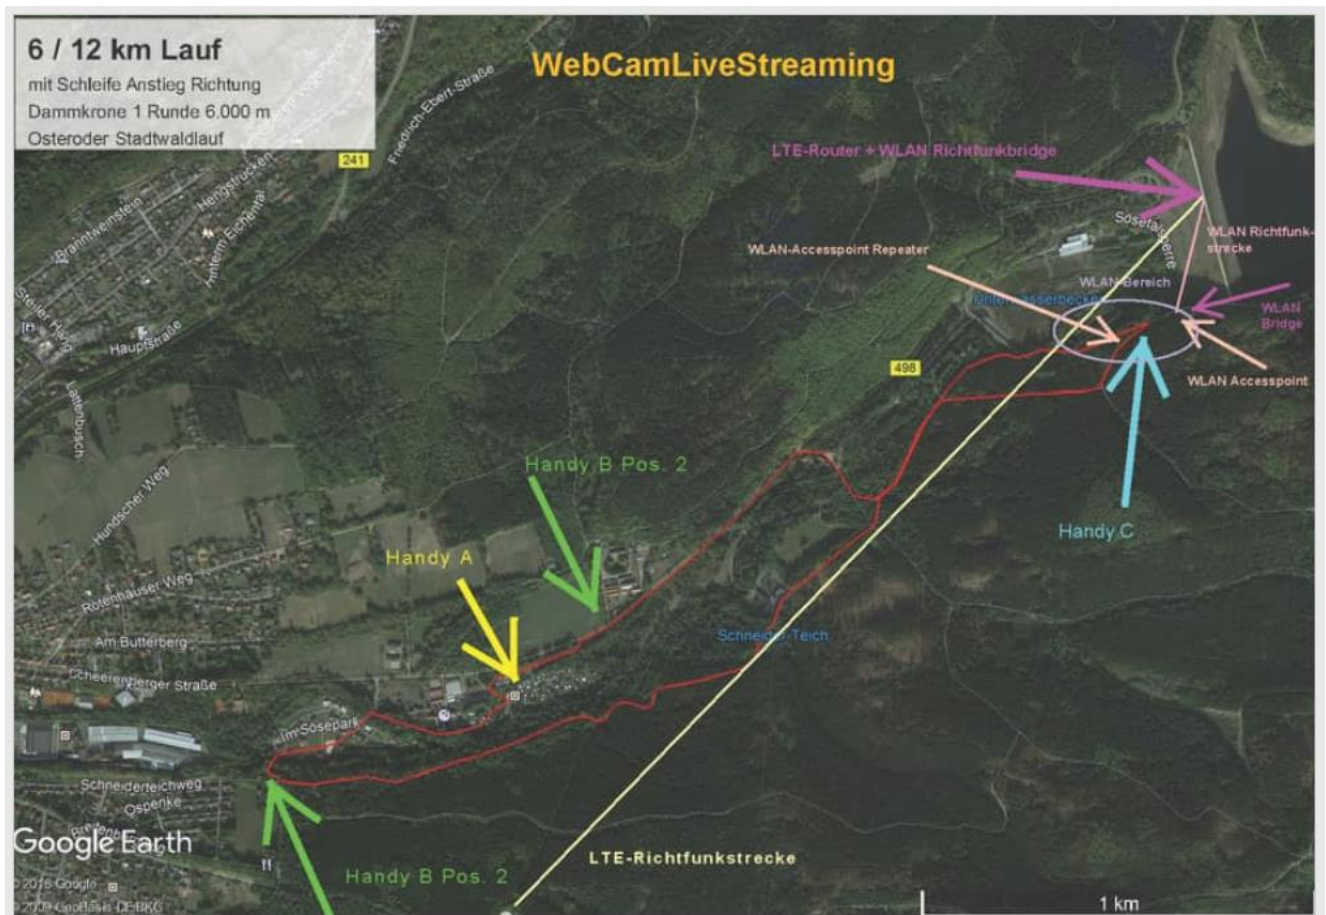 6 / 12 km Lauf
mit Schleife Anstieg Richtung
Dammkrone 1 Runde 6.000 m
Osteroder Stadtwaldlauf
WebCamLiveStreaming
Friedrich-Ebert-Straße
241
Hengstrücken
Branntweinstein
Hinterm Eichental
LTE-Router + WLAN Richtfunkbridge
Sösetalsperre
WLAN Richtfunk-
strecke
WLAN-Accesspoint Repeater
WLAN-Bereich
WLAN
Bridge
Steiler Hang
Hauptstraße
498
WLAN Accesspoint
Lattenbusch
Handy B Pos. 2
Hundscher Weg
Handy C
Handy A
Rotenhäuser Weg
Am Butterberg
Schneider-Teich
Scheerenberger Straße
Im Sösepark
Schneiderteichweg
Ospenke
Google Earth
LTE-Richtfunkstrecke
Handy B Pos. 2
Google
1 km